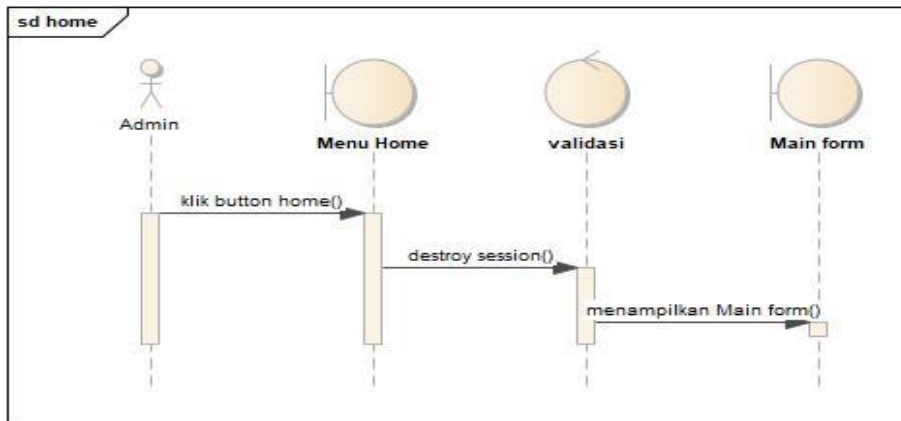 sd home
Admin
Menu Home
validasi
Main form
klik button home()
destroy session()
menampilkan Main form()